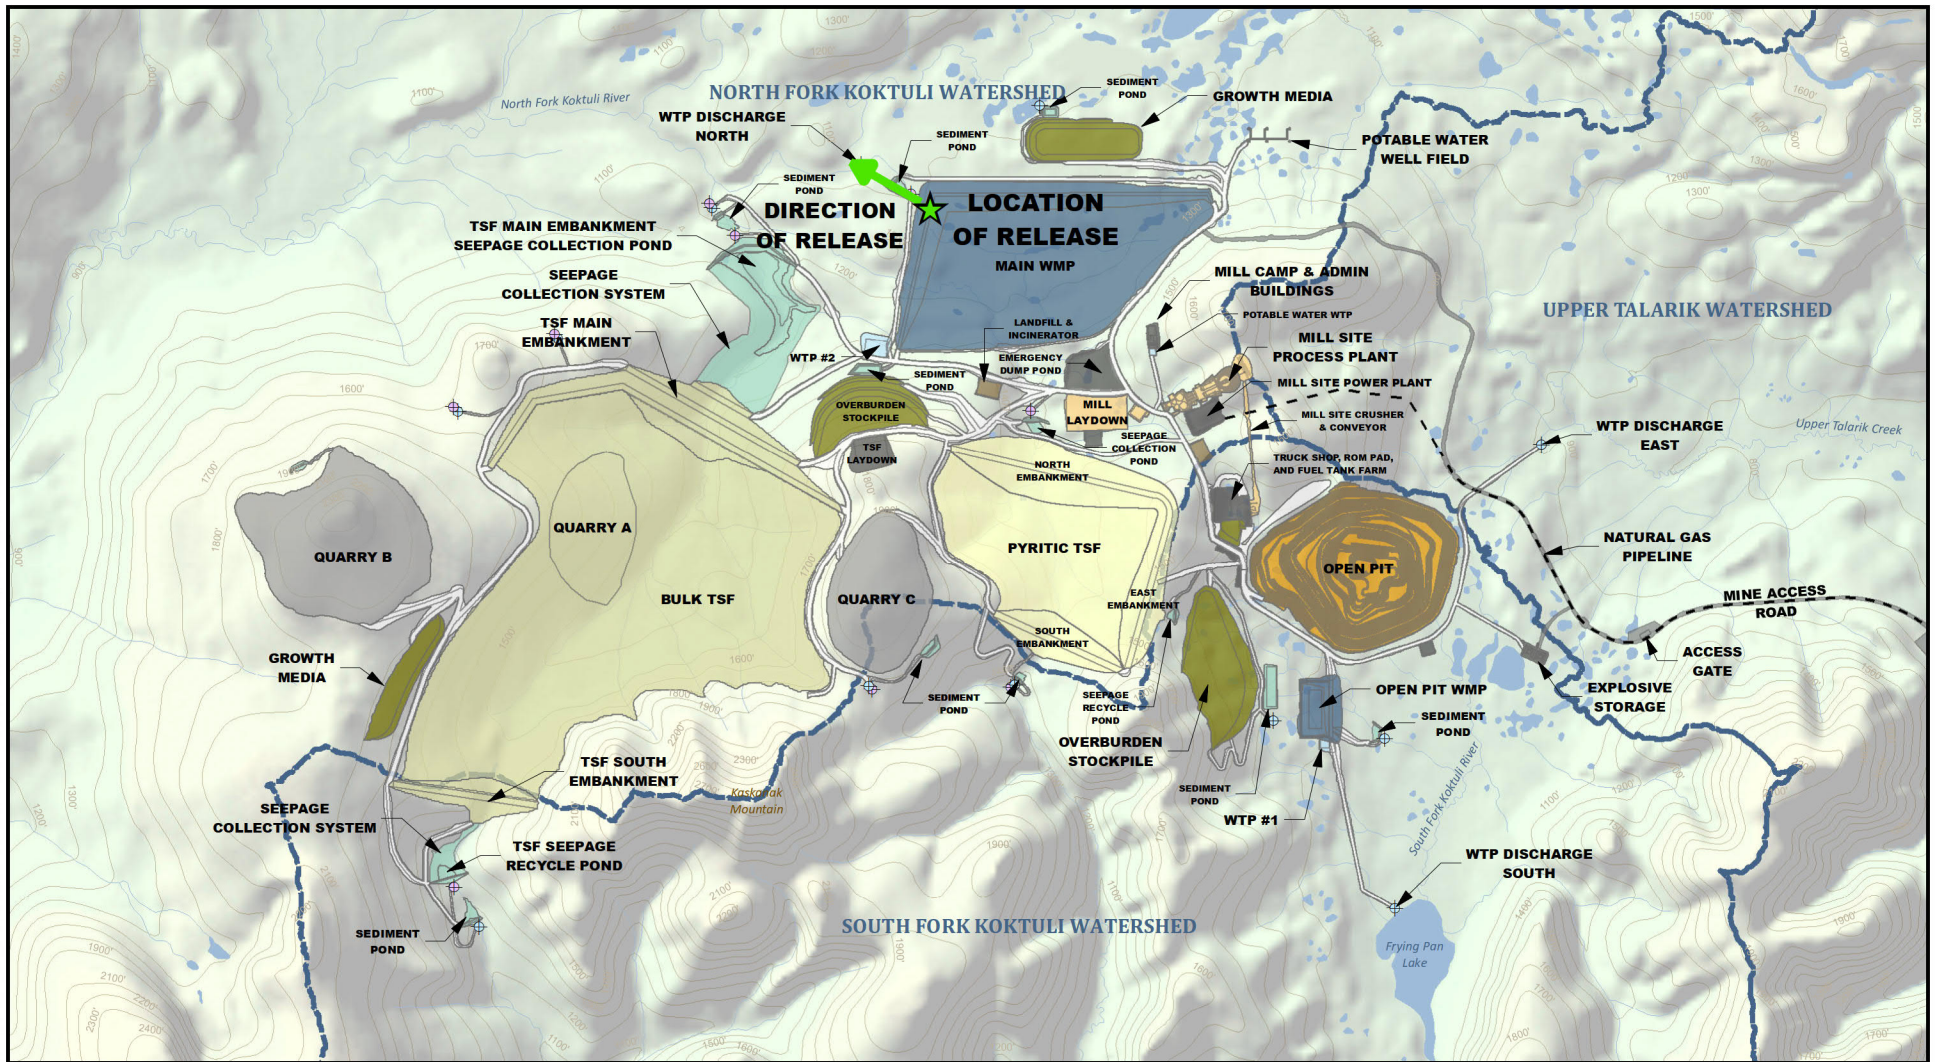 NORTH FORK KOKTULI WATERSHED
North Fork Koktuli River
WTP DISCHARGE
NORTH
SEDIMENT
POND
GROWTH MEDIA
SEDIMENT
POND
POTABLE WATER
WELL FIELD
SEDIMENT
POND
DIRECTION
OF RELEASE
LOCATION
OF RELEASE
MAIN WMP
TSF MAIN EMBANKMENT
SEEPAGE COLLECTION POND
SEEPAGE
COLLECTION SYSTEM
TSF MAIN
EMBANKMENT
MILL CAMP & ADMIN
BUILDINGS
POTABLE WATER WTP
UPPER TALARIK WATERSHED
LANDFILL &
INCINERATOR
MILL SITE
PROCESS PLANT
WTP #2
EMERGENCY
DUMP POND
SEDIMENT
POND
MILL SITE POWER PLANT
OVERBURDEN
STOCKPILE
MILL
LAYDOWN
MILL SITE CRUSHER
& CONVEYOR
WTP DISCHARGE
EAST
Upper Talarik Creek
TSF
LAYDOWN
SEEPAGE
COLLECTION
POND
NORTH
EMBANKMENT
TRUCK SHOP, ROM PAD,
AND FUEL TANK FARM
QUARRY A
QUARRY B
PYRITIC TSF
NATURAL GAS
PIPELINE
OPEN PIT
BULK TSF
QUARRY C
EAST
EMBANKMENT
MINE ACCESS
ROAD
SOUTH
EMBANKMENT
GROWTH
MEDIA
ACCESS
GATE
SEDIMENT
POND
SEEPAGE
RECYCLE
POND
OPEN PIT WMP
EXPLOSIVE
STORAGE
SEDIMENT
POND
OVERBURDEN
STOCKPILE
TSF SOUTH
EMBANKMENT
Kaskanak
Mountain
SEDIMENT
POND
South Fork Koktuli River
SEEPAGE
COLLECTION SYSTEM
WTP #1
TSF SEEPAGE
RECYCLE POND
WTP DISCHARGE
SOUTH
SEDIMENT
POND
SOUTH FORK KOKTULI WATERSHED
Frying Pan
Lake